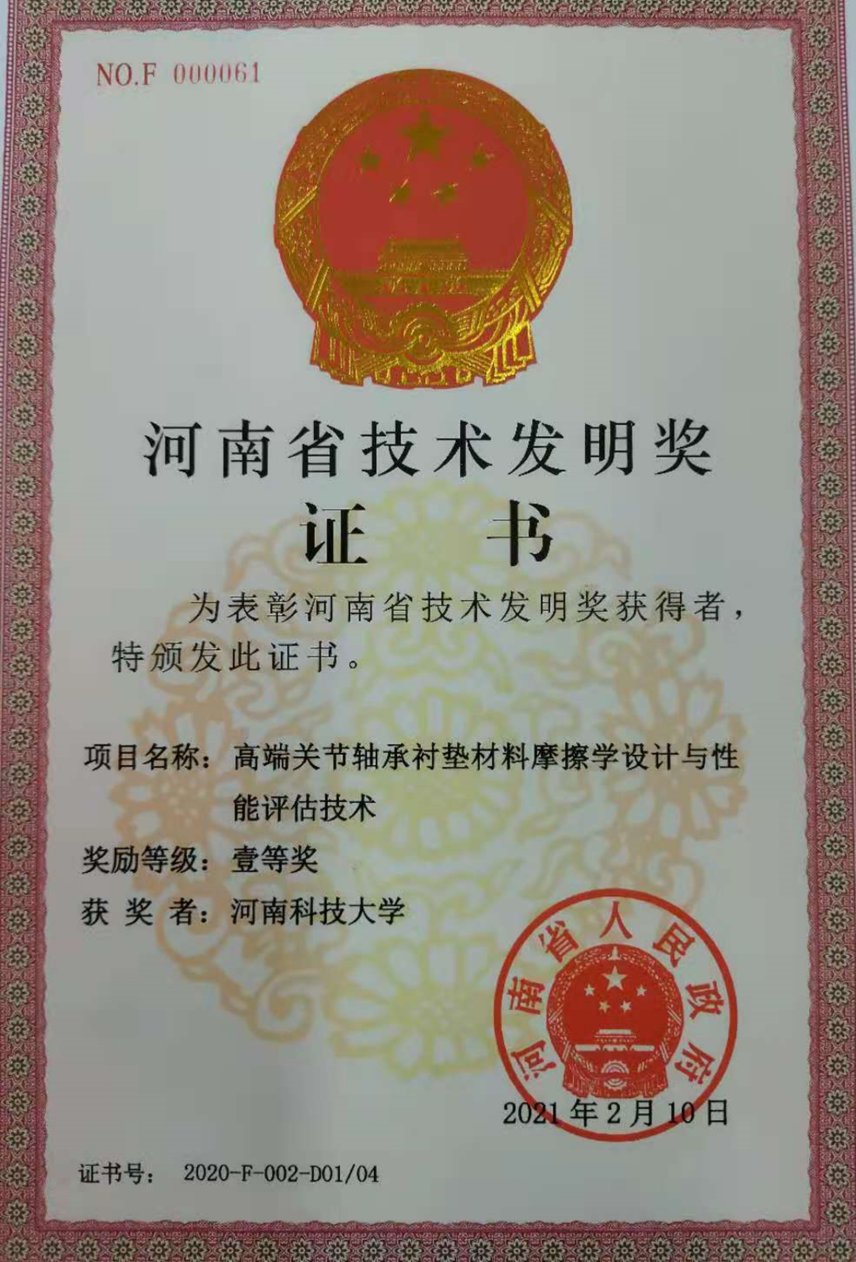 NO.F 000061
河南省技术发明奖
证 书
为表彰河南省技术发明奖获得者，
特颁发此证书。
项目名称：高端关节轴承衬垫材料摩擦学设计与性
能评估技术
奖励等级：壹等奖
获 奖 者：河南科技大学
河南省人民政府
2021年2月10日
证书号： 2020-F-002-D01/04